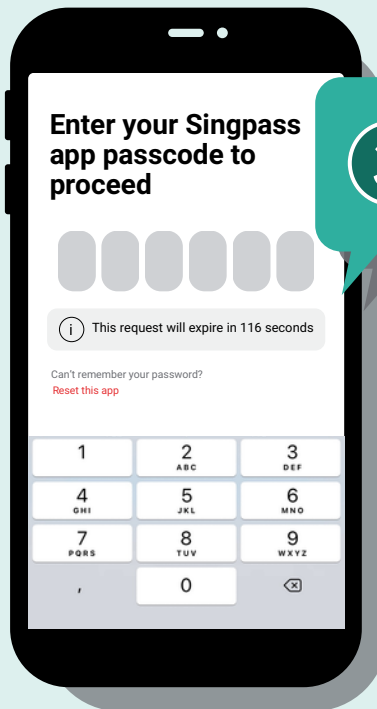 Enter your Singpass
app passcode to
proceed
This request will expire in 116 seconds
Can't remember your password?
Reset this app
1
2
ABC
3
DEF
4
GHI
5
JKL
6
MNO
7
PQRS
8
TUV
9
WXYZ
,
0